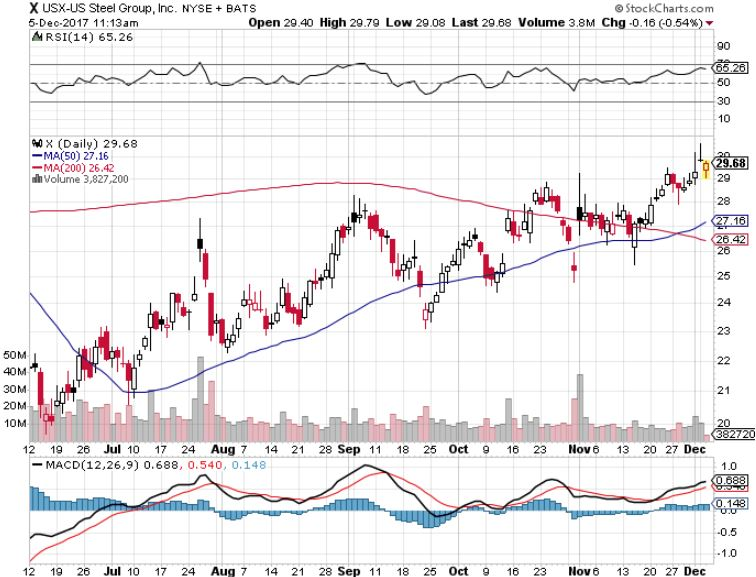 X USX-US Steel Group, Inc. NYSE + BATS © StockCharts.com
5-Dec-2017 11:13am Open 29.40 High 29.79 Low 29.08 Last 29.68 Volume 3.8M Chg -0.16 (-0.54%)
RSI(14) 65.26
90
70
65.26
50
30
10
X (Daily) 29.68
MA(50) 27.16
MA(200) 26.42
Volume 3,827,200
30
29.68
29
28
27.16
26.42
26
25
24
23
22
21
20
50M
40M
30M
20M
10M
3827200
12 19 26 Jul 10 17 24 Aug 7 14 21 28 Sep 11 18 25 Oct 9 16 23 Nov 6 13 20 27 Dec
MACD(12,26,9) 0.688, 0.540, 0.148
1.0
0.688
0.540
0.148
0.0
-0.5
-1.0
12 19 26 Jul 10 17 24 Aug 7 14 21 28 Sep 11 18 25 Oct 9 16 23 Nov 6 13 20 27 Dec